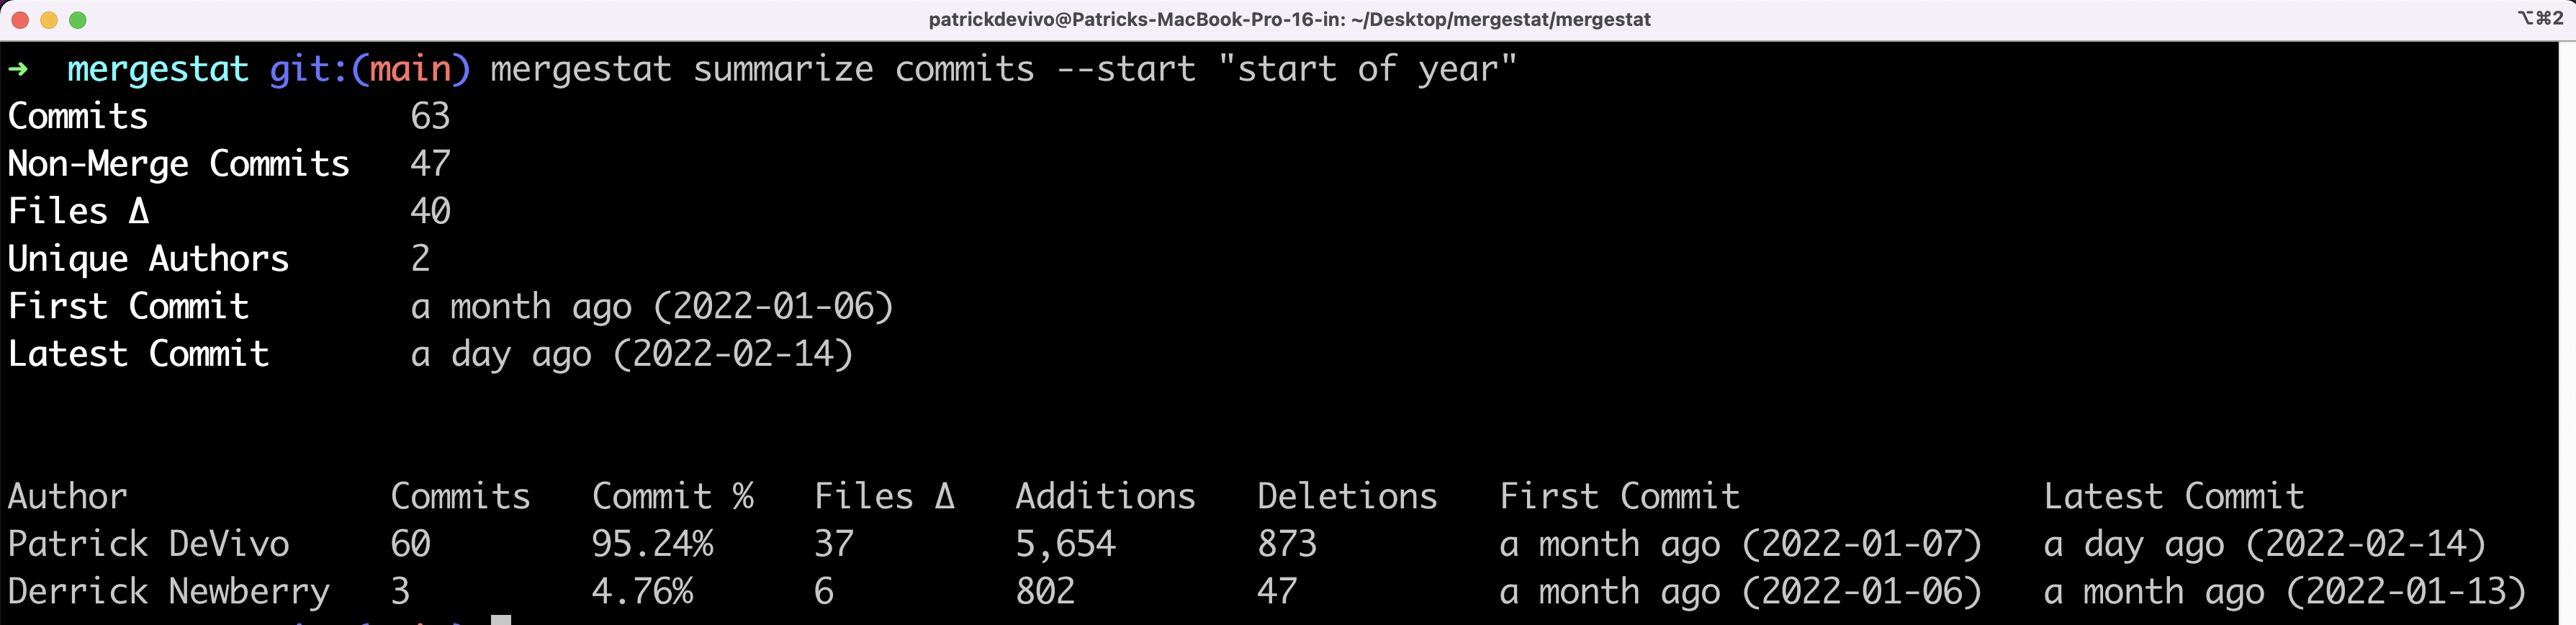 patrickdevivo@Patricks-MacBook-Pro-16-in: ~/Desktop/mergestat/mergestat ⌥⌘2
→ mergestat git:(main) mergestat summarize commits --start "start of year"
Commits 63
Non-Merge Commits 47
Files Δ 40
Unique Authors 2
First Commit a month ago (2022-01-06)
Latest Commit a day ago (2022-02-14)
Author Commits Commit % Files Δ Additions Deletions First Commit Latest Commit
Patrick DeVivo 60 95.24% 37 5,654 873 a month ago (2022-01-07) a day ago (2022-02-14)
Derrick Newberry 3 4.76% 6 802 47 a month ago (2022-01-06) a month ago (2022-01-13)